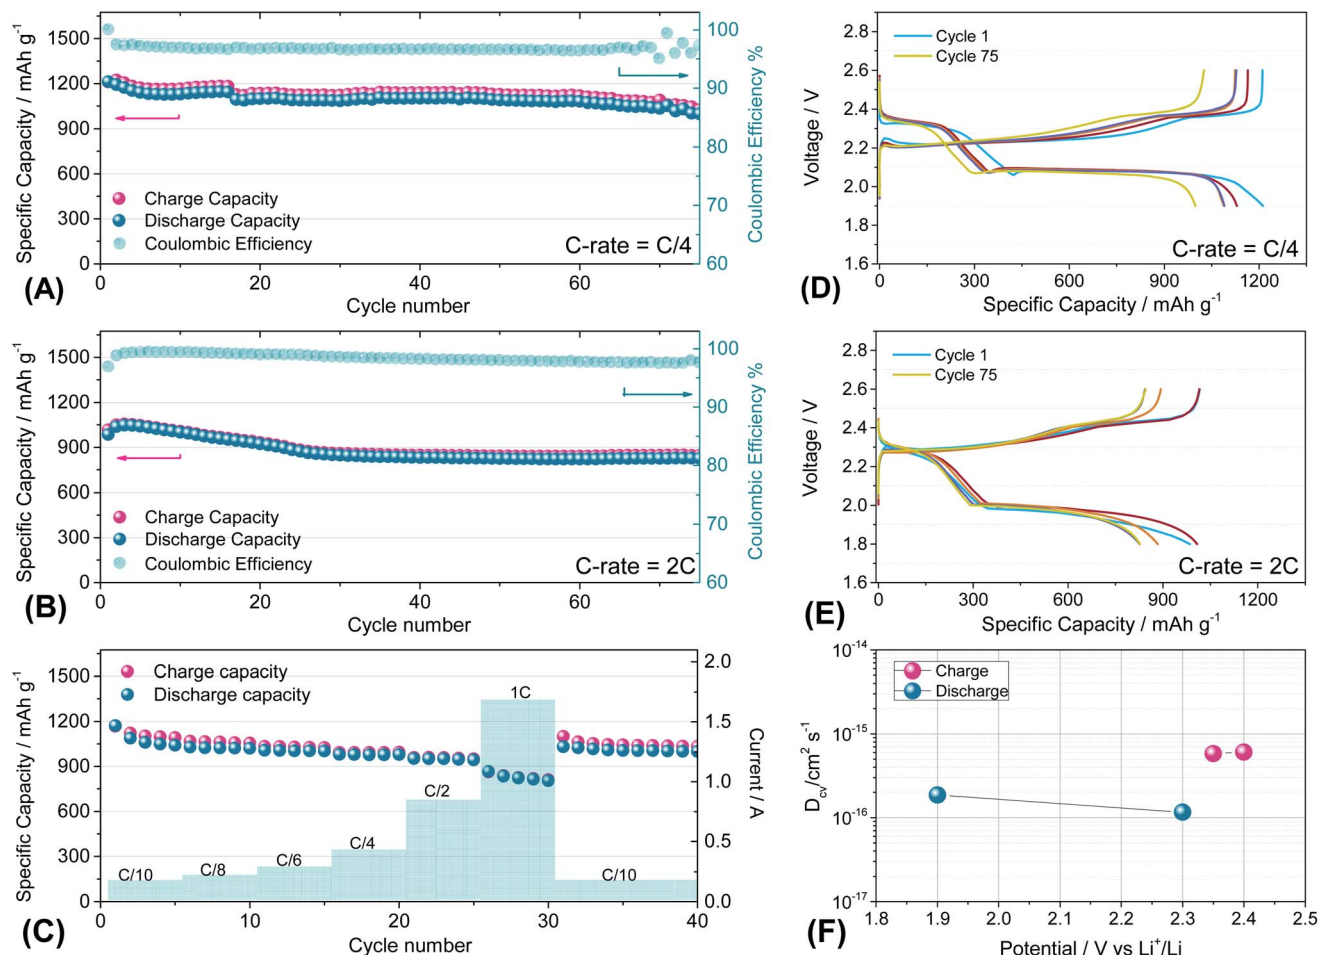 1500
1200
900
600
300
0
Specific Capacity / mAh g-1
Charge Capacity
Discharge Capacity
Coulombic Efficiency
C-rate = C/4
100
90
80
70
60
Coulombic Efficiency %
0 20 40 60
Cycle number
(A)
2.8
2.6
2.4
2.2
2.0
1.8
1.6
Voltage / V
Cycle 1
Cycle 75
C-rate = C/4
0 300 600 900 1200
Specific Capacity / mAh g-1
(D)
1500
1200
900
600
300
0
Specific Capacity / mAh g-1
Charge Capacity
Discharge Capacity
Coulombic Efficiency
C-rate = 2C
100
90
80
70
60
Coulombic Efficiency %
0 20 40 60
Cycle number
(B)
2.8
2.6
2.4
2.2
2.0
1.8
1.6
Voltage / V
Cycle 1
Cycle 75
C-rate = 2C
0 300 600 900 1200
Specific Capacity / mAh g-1
(E)
1500
1200
900
600
300
0
Specific Capacity / mAh g-1
Charge capacity
Discharge capacity
C/10
C/8
C/6
C/4
C/2
1C
C/10
2.0
1.5
1.0
0.5
0.0
Current / A
0 10 20 30 40
Cycle number
(C)
10-14
10-15
10-16
10-17
Dcv/cm2 s-1
Charge
Discharge
1.8 1.9 2.0 2.1 2.2 2.3 2.4 2.5
Potential / V vs Li+/Li
(F)